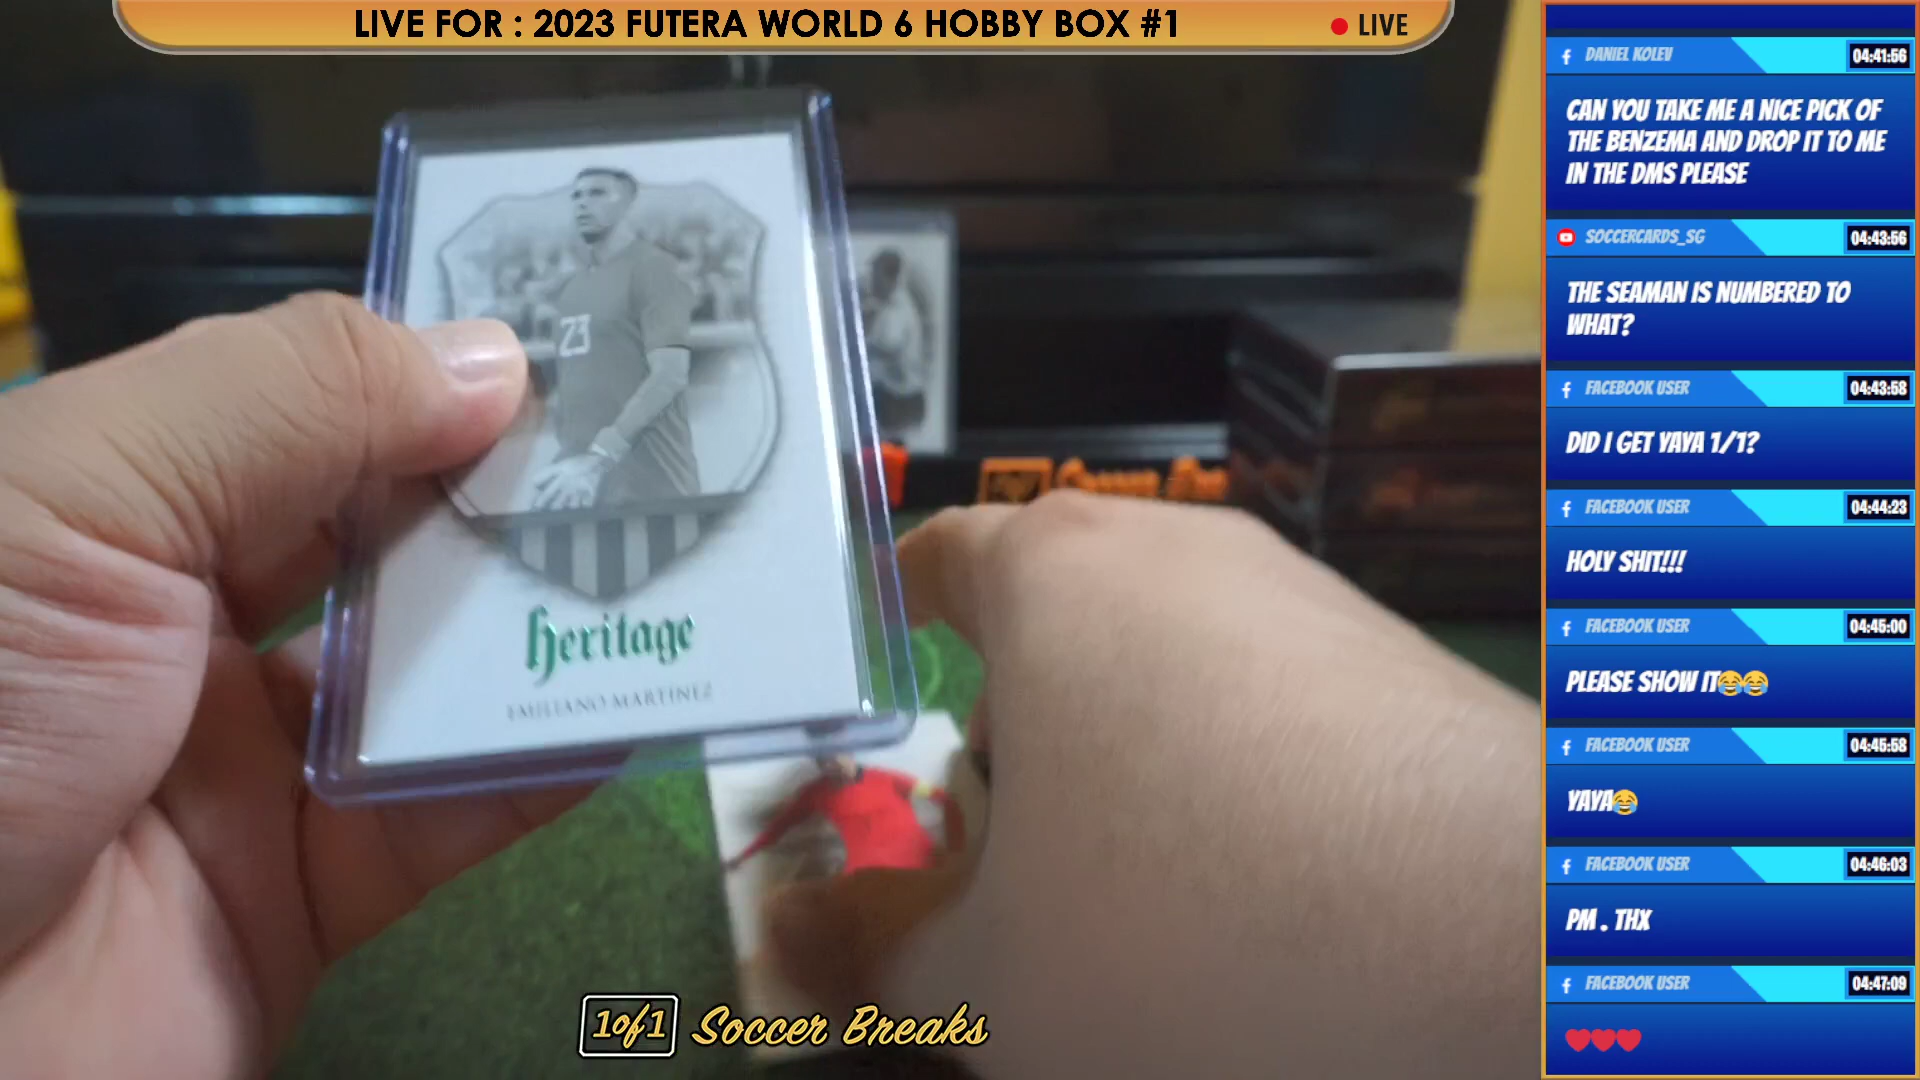 LIVE FOR : 2023 FUTERA WORLD 6 HOBBY BOX #1
LIVE
23
Heritage
EMILIANO MARTÍNEZ
1of1 Soccer Breaks
DANIEL KOLEV
04:41:56
CAN YOU TAKE ME A NICE PICK OF
THE BENZEMA AND DROP IT TO ME
IN THE DMS PLEASE
SOCCERCARDS_SG
04:43:56
THE SEAMAN IS NUMBERED TO
WHAT?
FACEBOOK USER
04:43:58
DID I GET YAYA 1/1?
FACEBOOK USER
04:44:23
HOLY SHIT!!!
FACEBOOK USER
04:45:00
PLEASE SHOW IT😂😂
FACEBOOK USER
04:45:58
YAYA😂
FACEBOOK USER
04:46:03
PM . THX
FACEBOOK USER
04:47:09
❤️❤️❤️